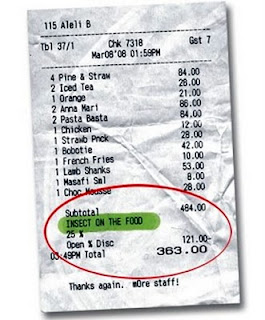 115 Aleli B
Tbl 37/1 Chk 7318 Gst 7
Mar08'08 01:59PM
4 Pine & Straw 84.00
2 Iced Tea 28.00
1 Orange 21.00
2 Anna Mari 86.00
2 Pasta Basta 84.00
1 Chicken 12.00
1 Strawb Pnck 28.00
1 Bobotie 42.00
1 French Fries 10.00
1 Lamb Shanks 53.00
1 Masafi Sml 8.00
1 Choc Mousse 28.00
Subtotal 484.00
INSECT ON THE FOOD
25 %
Open % Disc 121.00-
03:49PM Total 363.00
Thanks again. m0re staff!